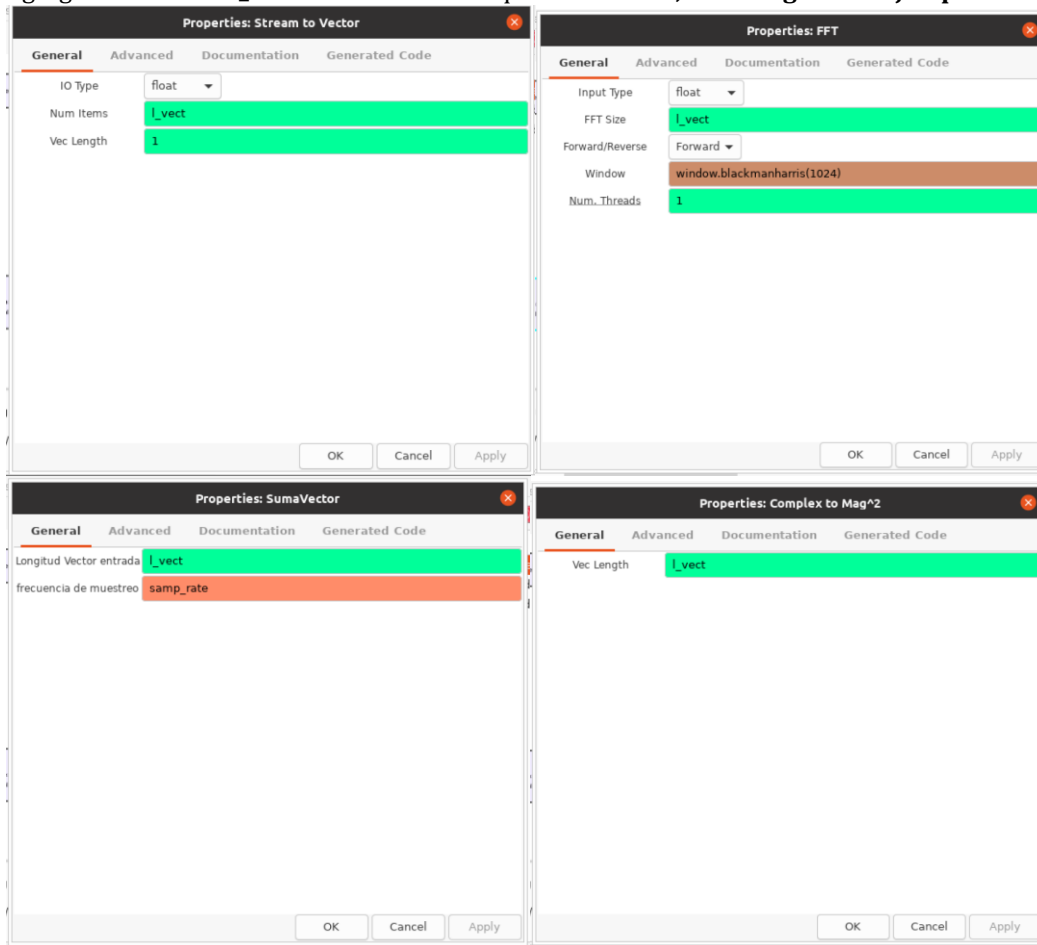 Properties: Stream to Vector
General Advanced Documentation Generated Code
IO Type float
Num Items l_vect
Vec Length 1
OK Cancel Apply
Properties: FFT
General Advanced Documentation Generated Code
Input Type float
FFT Size l_vect
Forward/Reverse Forward
Window window.blackmanharris(1024)
Num. Threads 1
OK Cancel Apply
Properties: SumaVector
General Advanced Documentation Generated Code
Longitud Vector entrada l_vect
frecuencia de muestreo samp_rate
OK Cancel Apply
Properties: Complex to Mag^2
General Advanced Documentation Generated Code
Vec Length l_vect
OK Cancel Apply